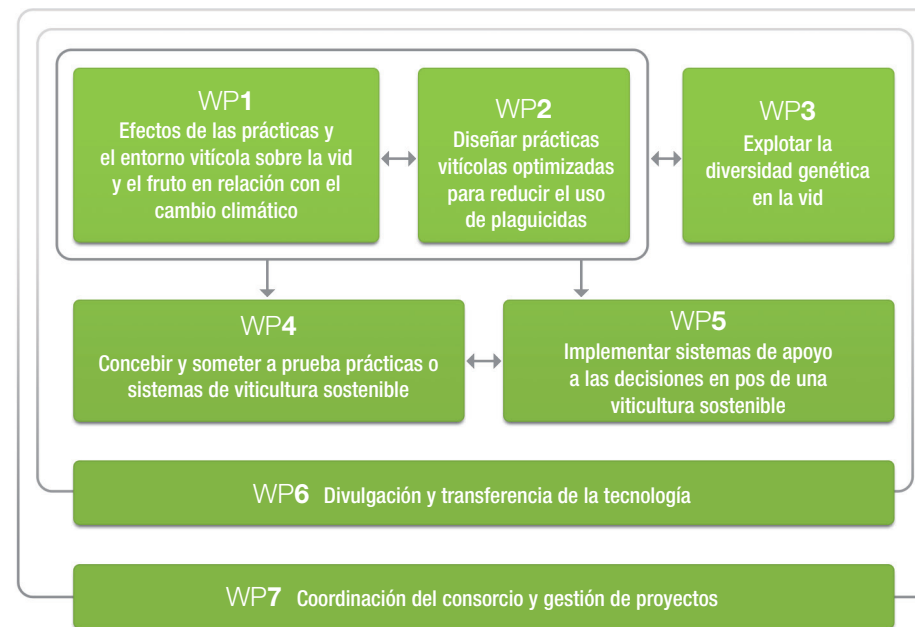 WP1
Efectos de las prácticas y
el entorno vitícola sobre la vid
y el fruto en relación con el
cambio climático
WP2
Diseñar prácticas
vitícolas optimizadas
para reducir el uso
de plaguicidas
WP3
Explotar la
diversidad genética
en la vid
WP4
Concebir y someter a prueba prácticas o
sistemas de viticultura sostenible
WP5
Implementar sistemas de apoyo
a las decisiones en pos de una
viticultura sostenible
WP6 Divulgación y transferencia de la tecnología
WP7 Coordinación del consorcio y gestión de proyectos